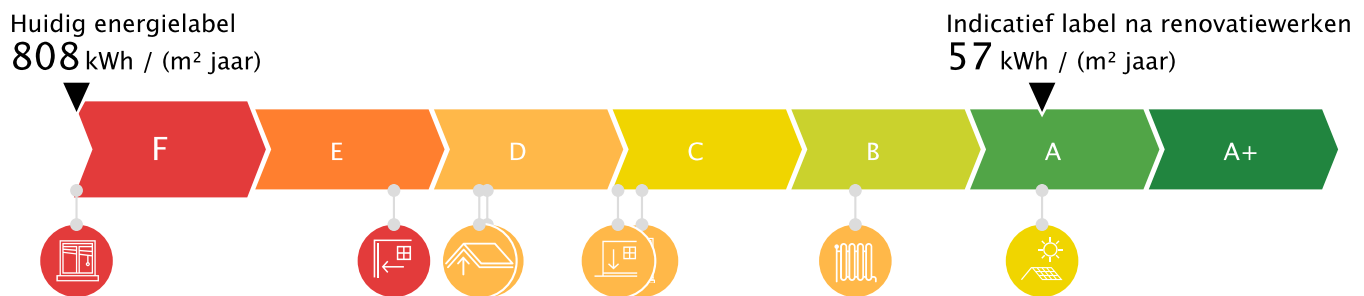 Huidig energielabel
808 kWh / (m² jaar)
Indicatief label na renovatiewerken
57 kWh / (m² jaar)
F E D C B A A+